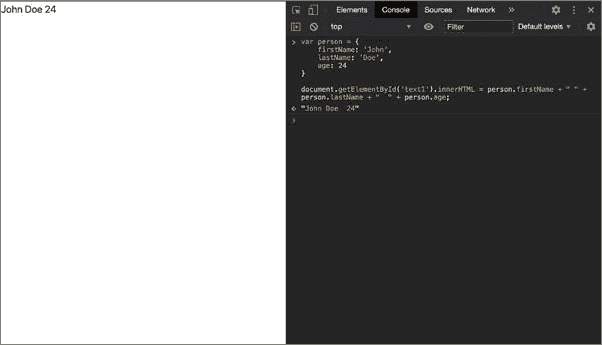 John Doe 24
Elements Console Sources Network »
top Filter Default levels
var person = {
firstName: 'John',
lastName: 'Doe',
age: 24
}
document.getElementById('text1').innerHTML = person.firstName + " " +
person.lastName + "  " + person.age;
"John Doe  24"